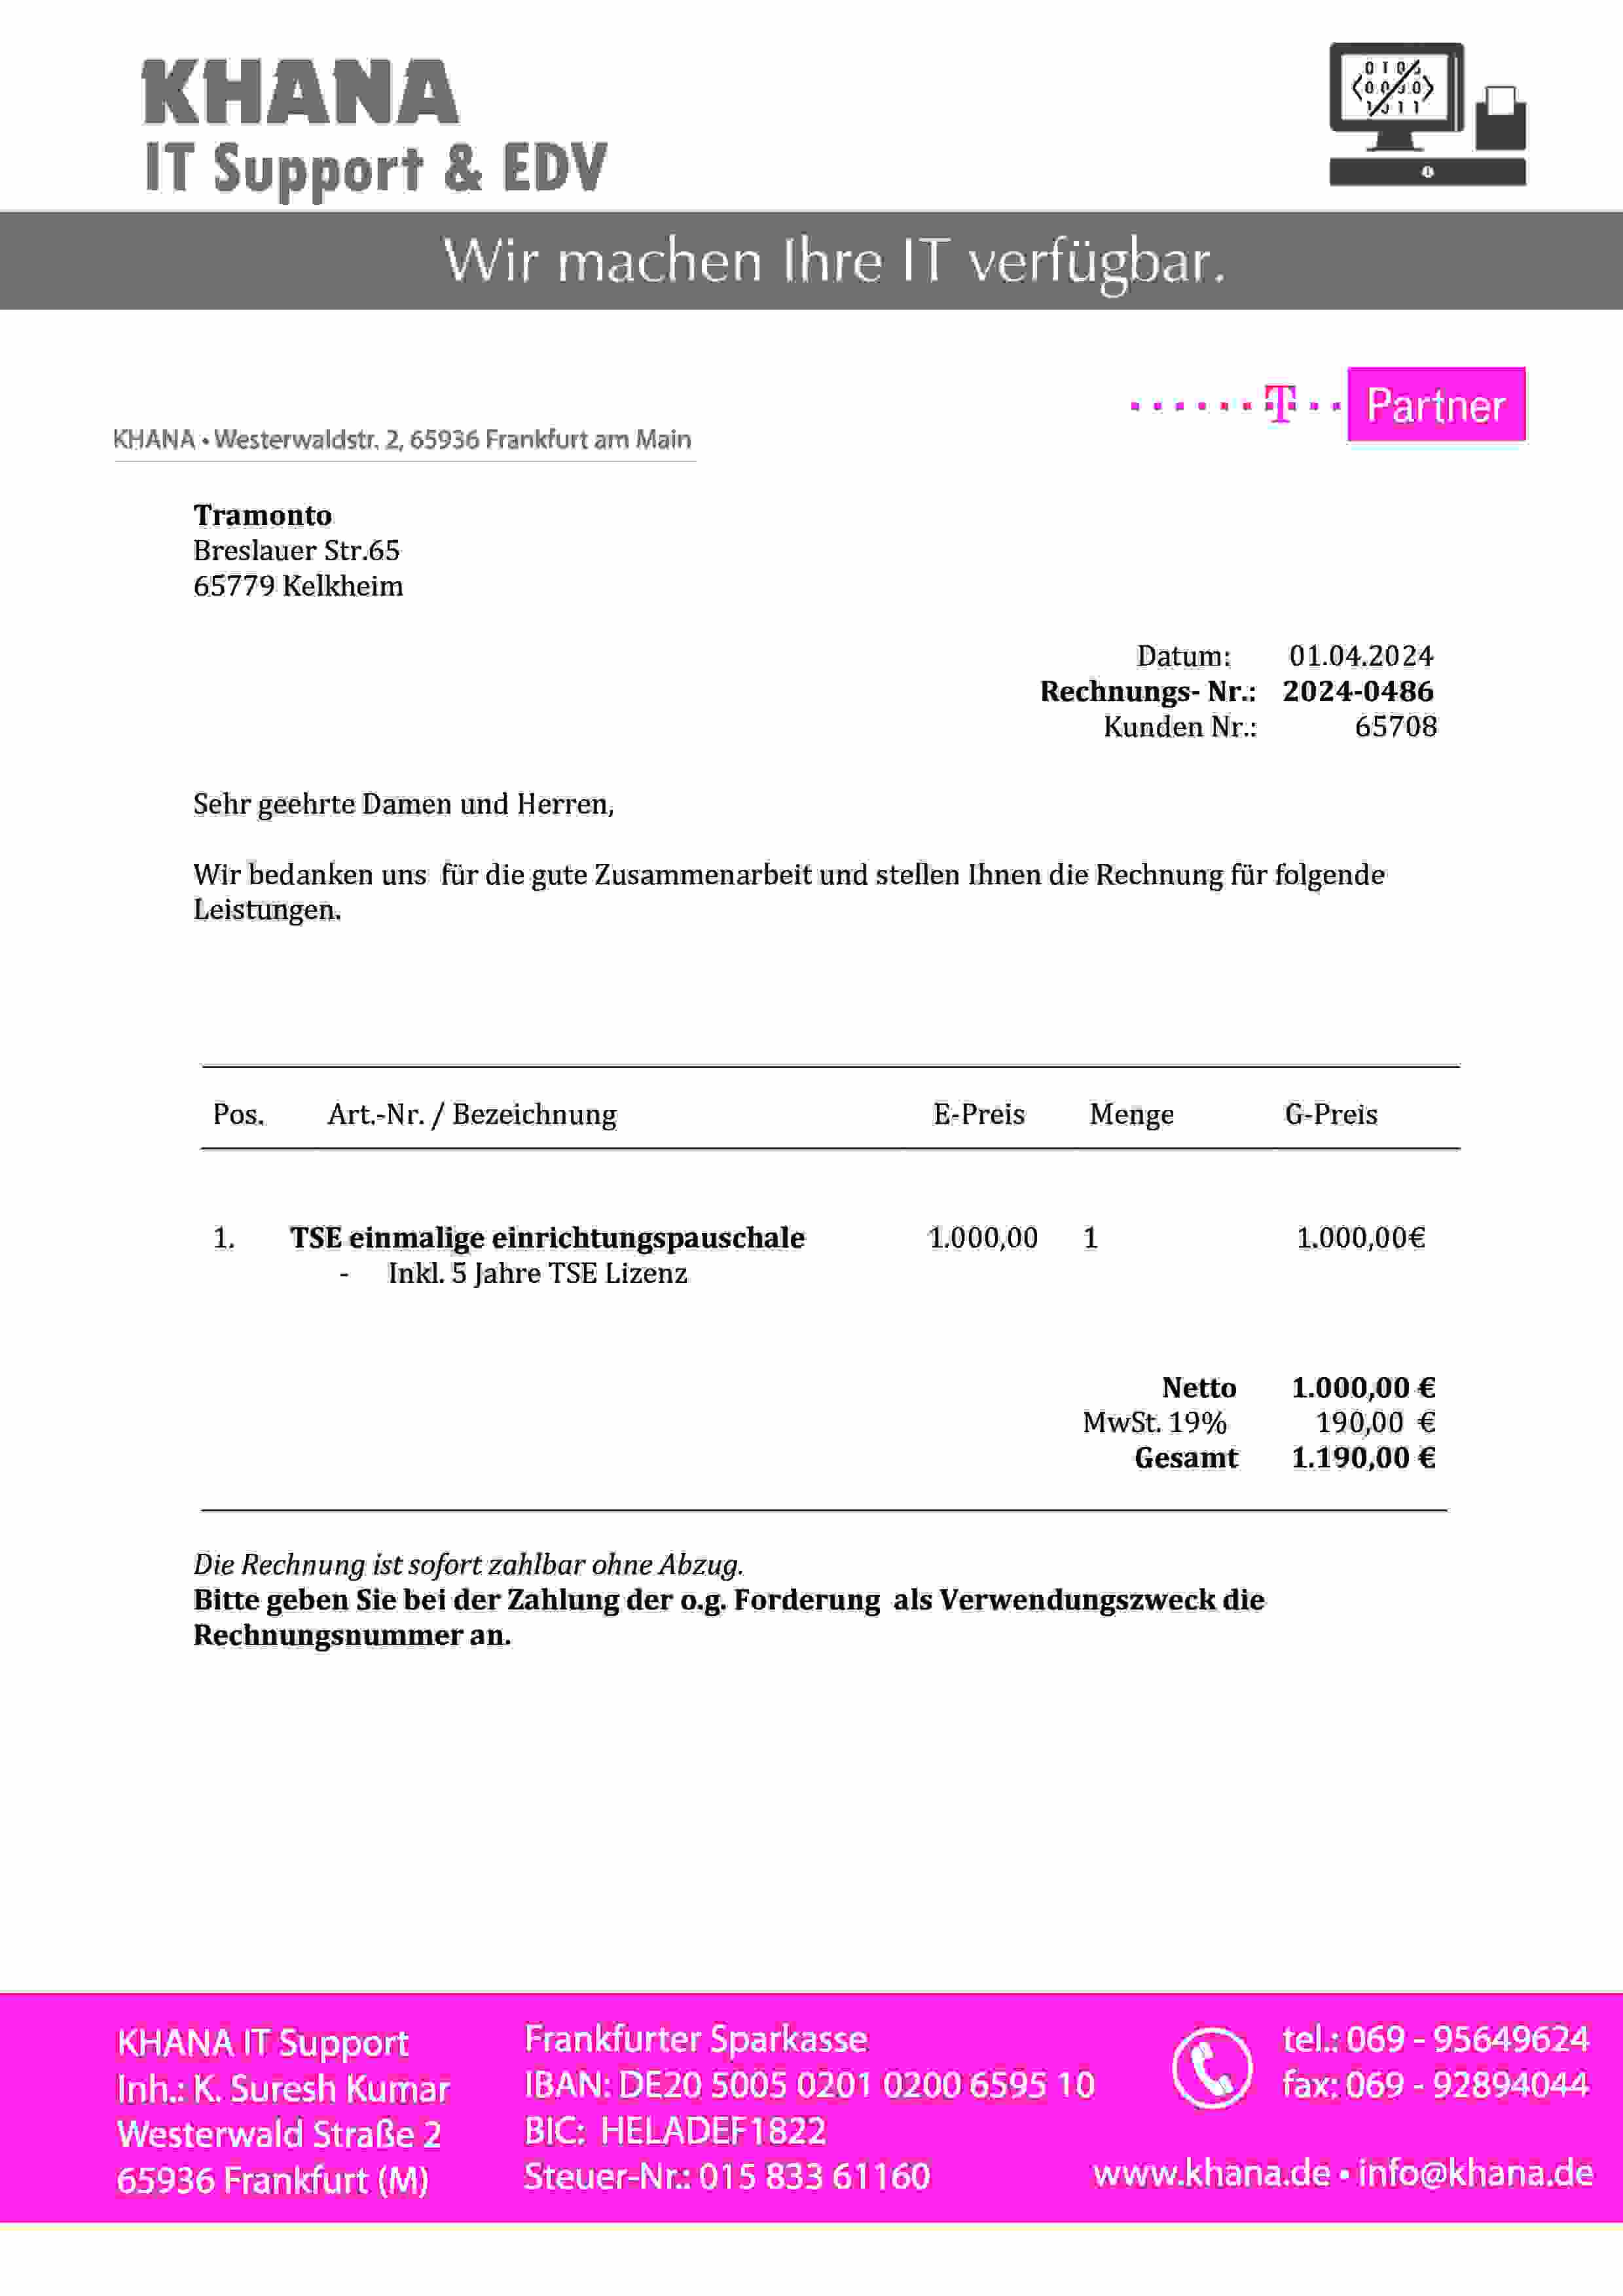 KHANA
IT Support & EDV
Wir machen Ihre IT verfügbar.
T Partner
KHANA • Westerwaldstr. 2, 65936 Frankfurt am Main
Tramonto
Breslauer Str.65
65779 Kelkheim
Datum: 01.04.2024
Rechnungs- Nr.: 2024-0486
Kunden Nr.: 65708
Sehr geehrte Damen und Herren,
Wir bedanken uns für die gute Zusammenarbeit und stellen Ihnen die Rechnung für folgende
Leistungen.
Pos. Art.-Nr. / Bezeichnung E-Preis Menge G-Preis
1. TSE einmalige einrichtungspauschale 1.000,00 1 1.000,00€
- Inkl. 5 Jahre TSE Lizenz
Netto 1.000,00 €
MwSt. 19% 190,00 €
Gesamt 1.190,00 €
Die Rechnung ist sofort zahlbar ohne Abzug.
Bitte geben Sie bei der Zahlung der o.g. Forderung als Verwendungszweck die
Rechnungsnummer an.
KHANA IT Support
Inh.: K. Suresh Kumar
Westerwald Straße 2
65936 Frankfurt (M)
Frankfurter Sparkasse
IBAN: DE20 5005 0201 0200 6595 10
BIC: HELADEF1822
Steuer-Nr.: 015 833 61160
tel.: 069 - 95649624
fax: 069 - 92894044
www.khana.de • info@khana.de